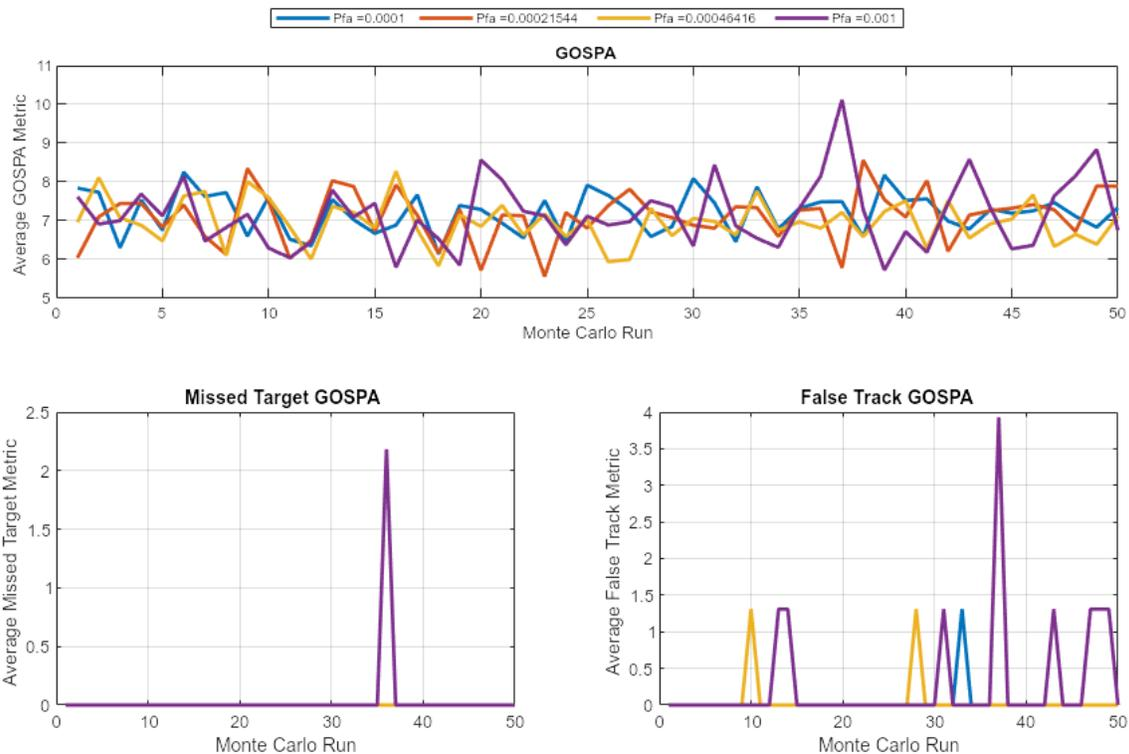 Pfa =0.0001 Pfa =0.00021544 Pfa =0.00046416 Pfa =0.001
GOSPA
Average GOSPA Metric
11
10
9
8
7
6
5
0 5 10 15 20 25 30 35 40 45 50
Monte Carlo Run
Missed Target GOSPA
Average Missed Target Metric
2.5
2
1.5
1
0.5
0
0 10 20 30 40 50
Monte Carlo Run
False Track GOSPA
Average False Track Metric
4
3.5
3
2.5
2
1.5
1
0.5
0
0 10 20 30 40 50
Monte Carlo Run